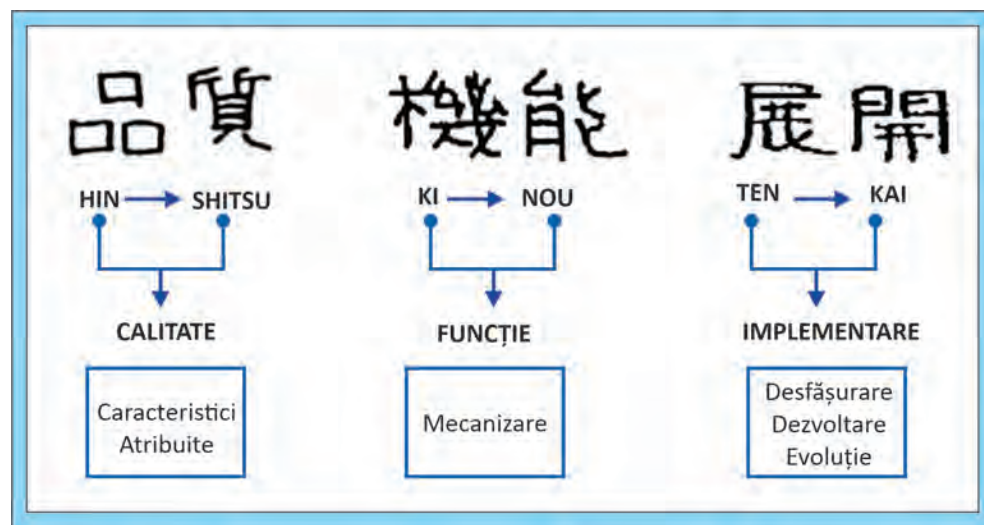 品質 機能 展開
HIN SHITSU KI NOU TEN KAI
CALITATE FUNCȚIE IMPLEMENTARE
Caracteristici
Atribuite
Mecanizare
Desfășurare
Dezvoltare
Evoluție